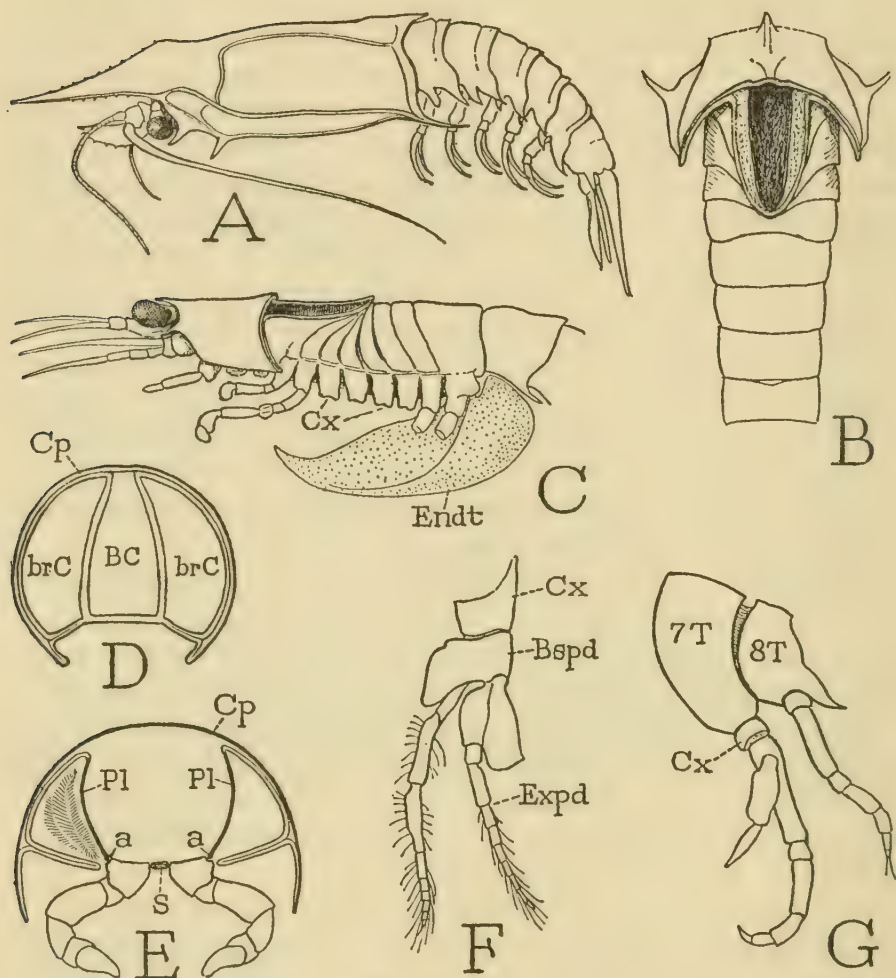 A
B
Cx
C
Endt
Cp
brC BC brC
D
Cp
Pl Pl
a a
S
E
Cx
Bspd
Expd
F
7T 8T
Cx
G